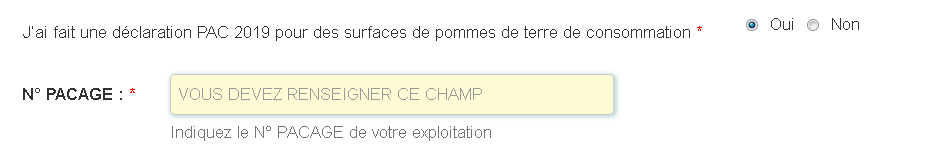 J'ai fait une déclaration PAC 2019 pour des surfaces de pommes de terre de consommation * Oui Non
N° PACAGE : * VOUS DEVEZ RENSEIGNER CE CHAMP
Indiquez le N° PACAGE de votre exploitation